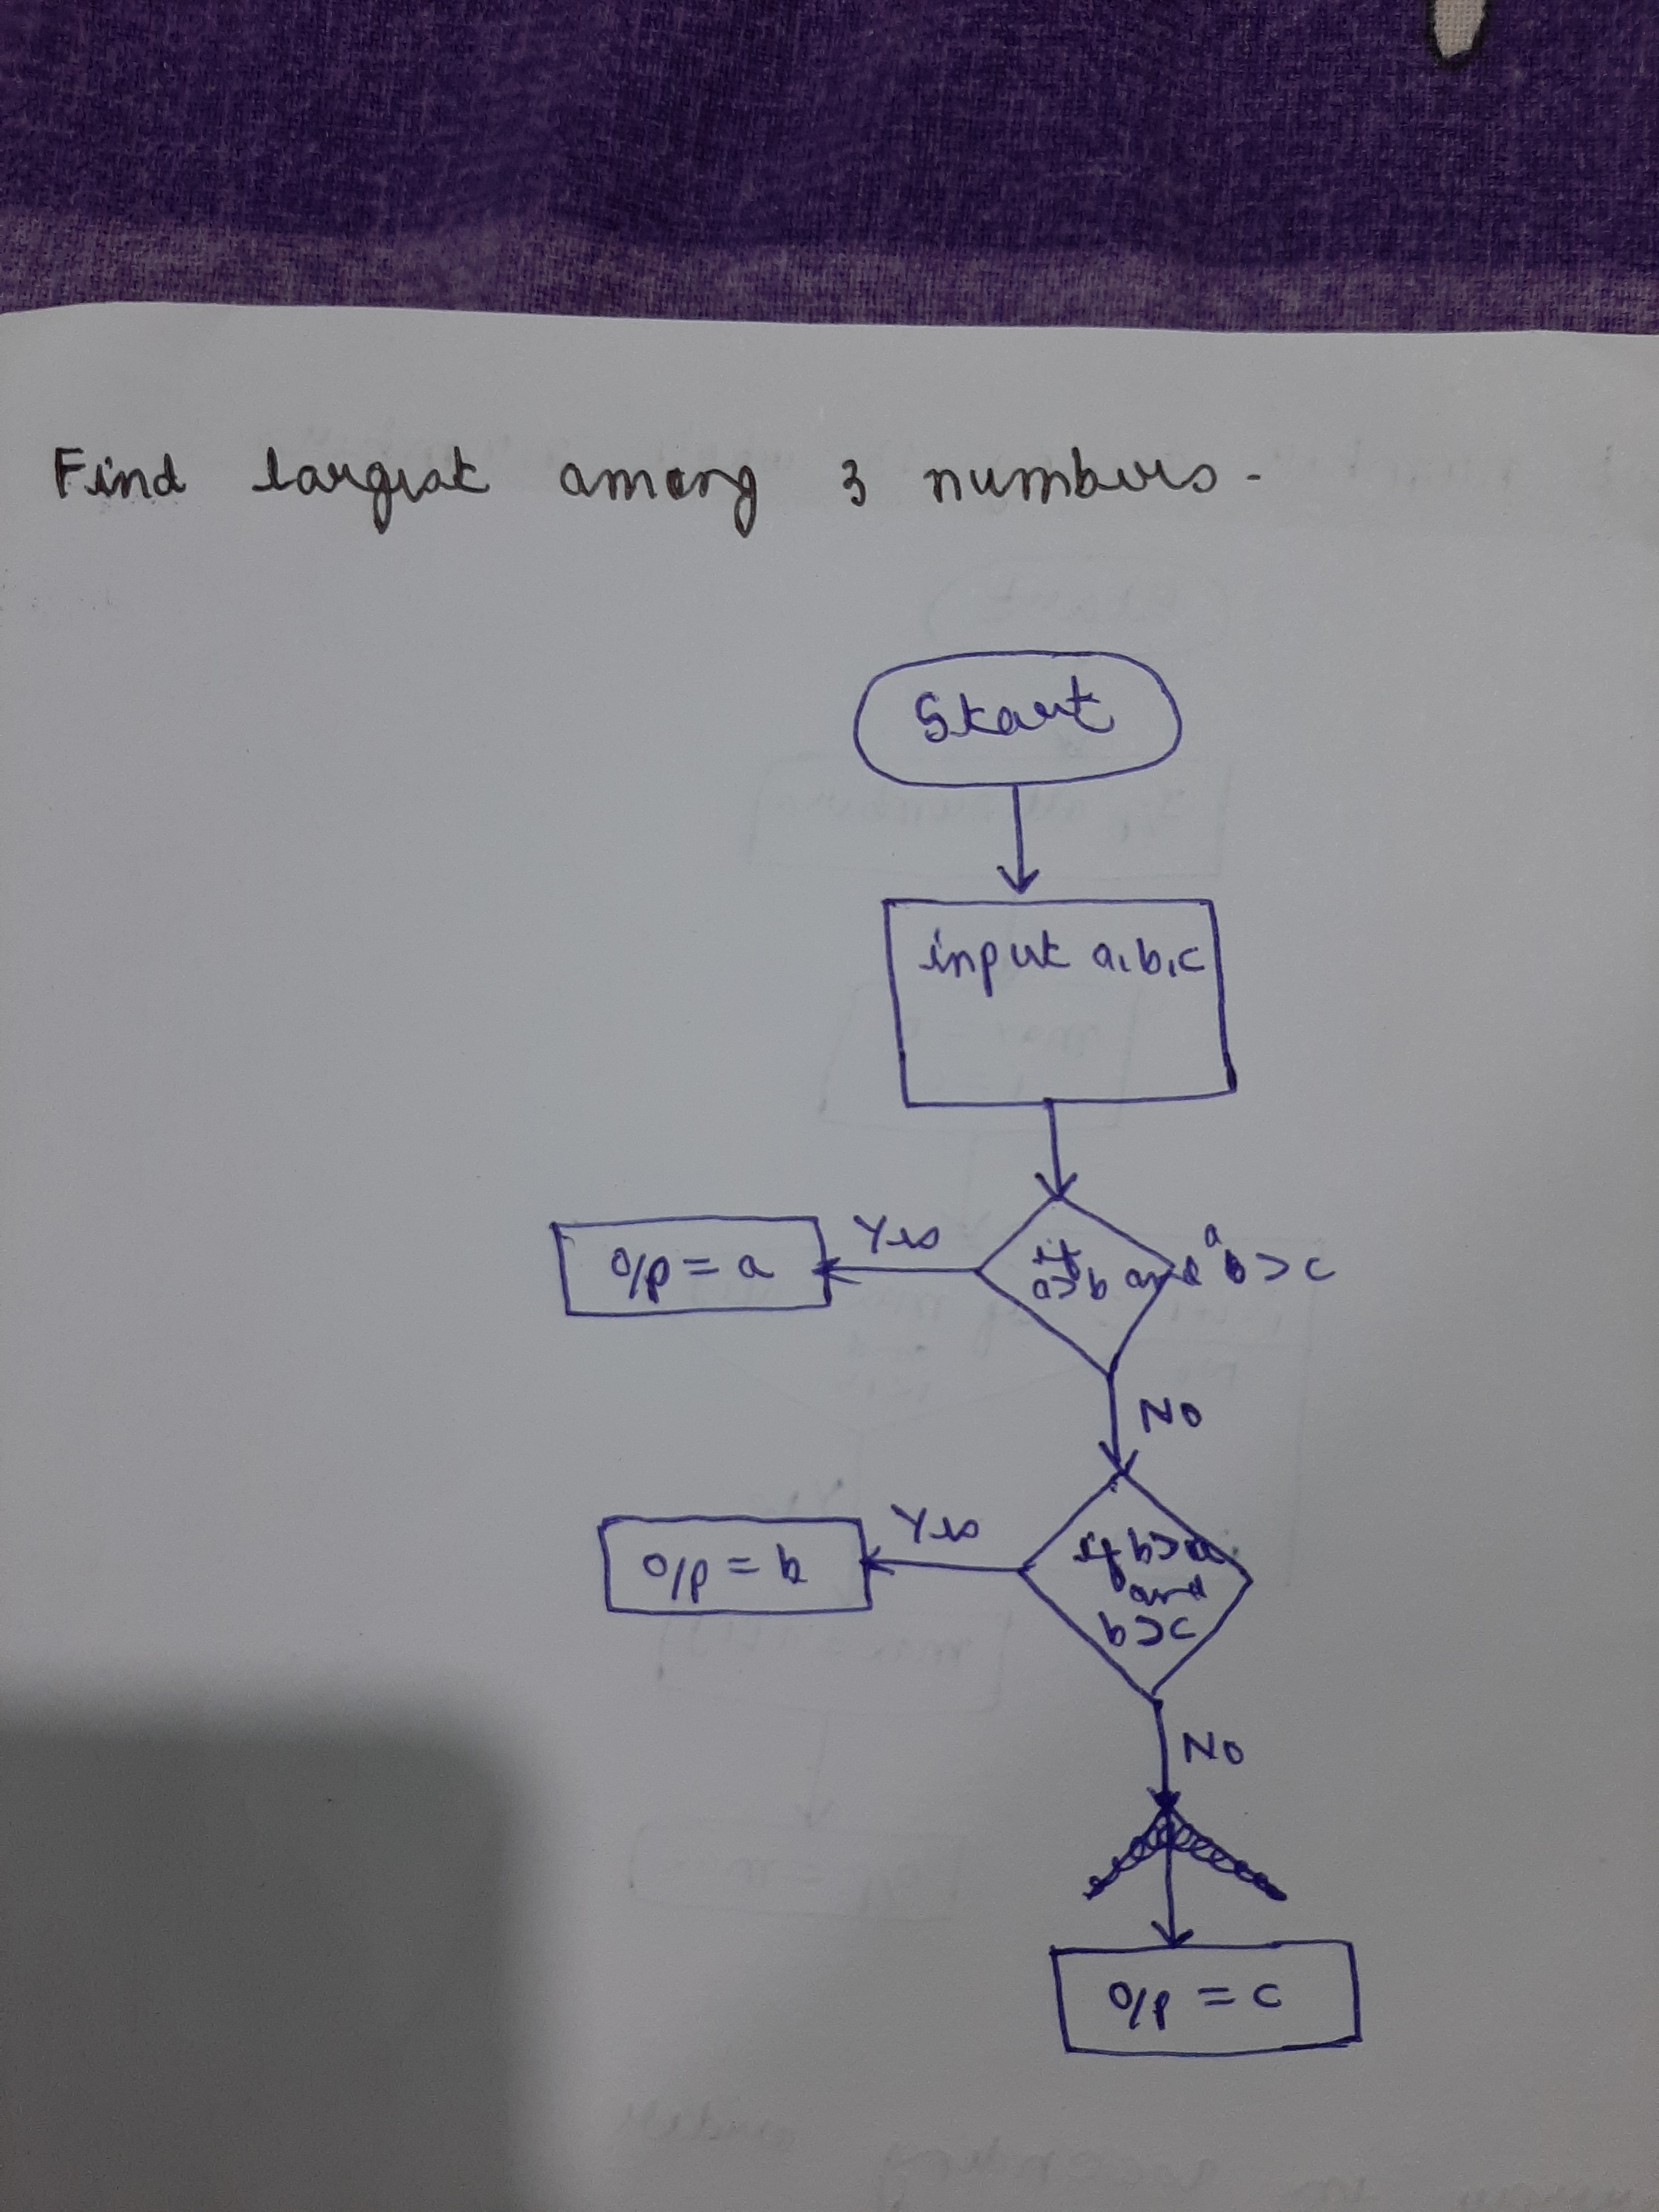 Find largest among 3 numbers.
Start
input a,b,c
if
a>b and a>c
Yes
o/p = a
No
if b>a
and
b>c
Yes
o/p = b
No
o/p = c